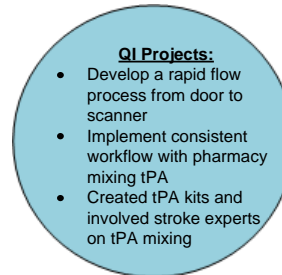 QI Projects:
• Develop a rapid flow
process from door to
scanner
• Implement consistent
workflow with pharmacy
mixing tPA
• Created tPA kits and
involved stroke experts
on tPA mixing